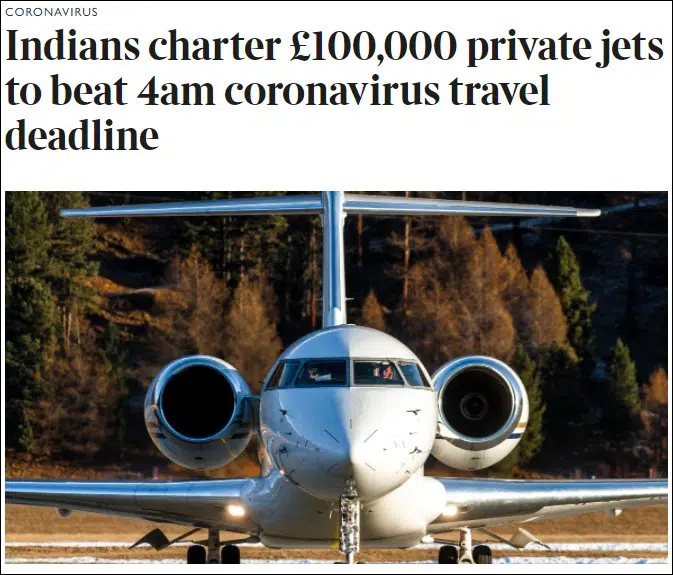 CORONAVIRUS
Indians charter £100,000 private jets
to beat 4am coronavirus travel
deadline